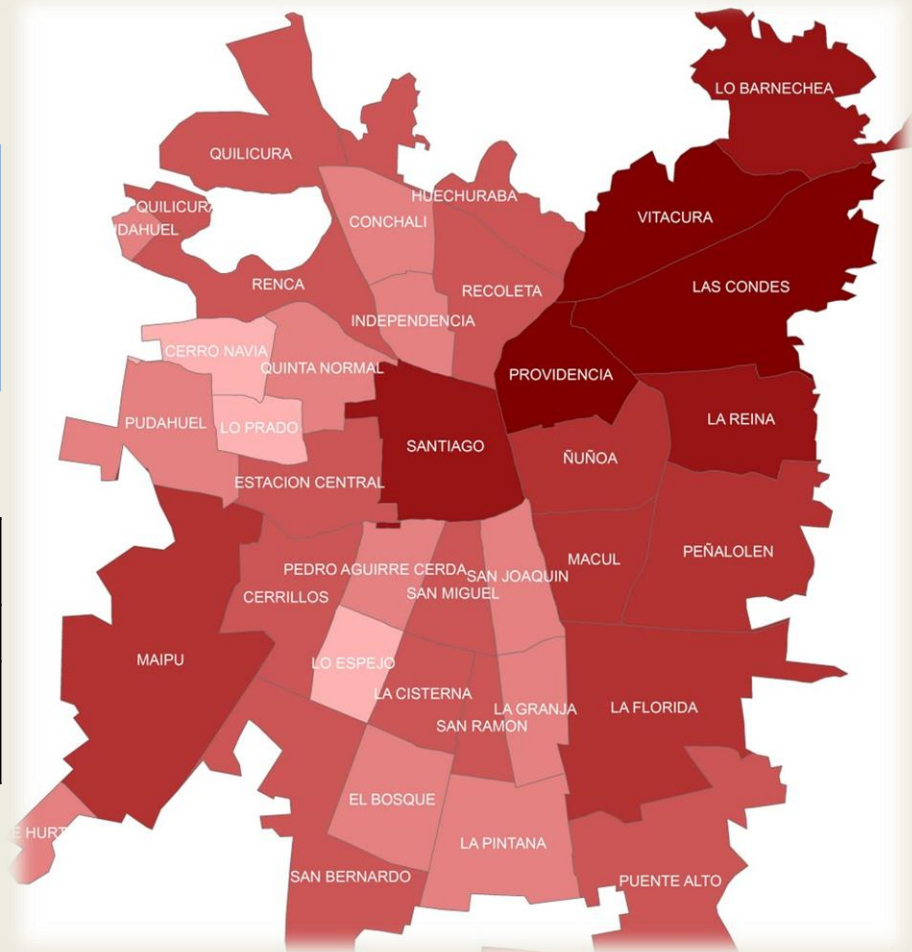 LO BARNECHEA
QUILICURA
HUECHURABA
QUILICURA
VITACURA
CONCHALI
DAHUEL
RENCA
RECOLETA
LAS CONDES
INDEPENDENCIA
CERRO NAVIA
QUINTA NORMAL
PROVIDENCIA
PUDAHUEL
LO PRADO
LA REINA
SANTIAGO
ÑUÑOA
ESTACION CENTRAL
PEÑALOLEN
MACUL
PEDRO AGUIRRE CERDA
SAN JOAQUIN
CERRILLOS
SAN MIGUEL
MAIPU
LO ESPEJO
LA CISTERNA
LA GRANJA
LA FLORIDA
SAN RAMON
EL BOSQUE
E HURT
LA PINTANA
SAN BERNARDO
PUENTE ALTO